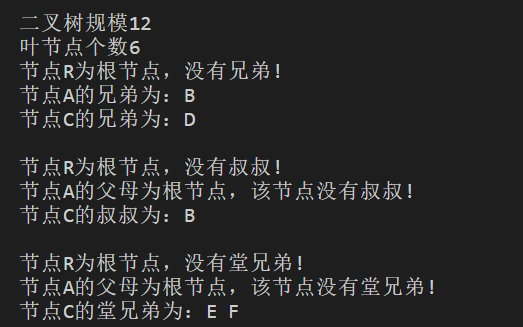 二叉树规模12
叶节点个数6
节点R为根节点，没有兄弟!
节点A的兄弟为：B
节点C的兄弟为：D
节点R为根节点，没有叔叔!
节点A的父母为根节点，该节点没有叔叔!
节点C的叔叔为：B
节点R为根节点，没有堂兄弟!
节点A的父母为根节点，该节点没有堂兄弟!
节点C的堂兄弟为：E F